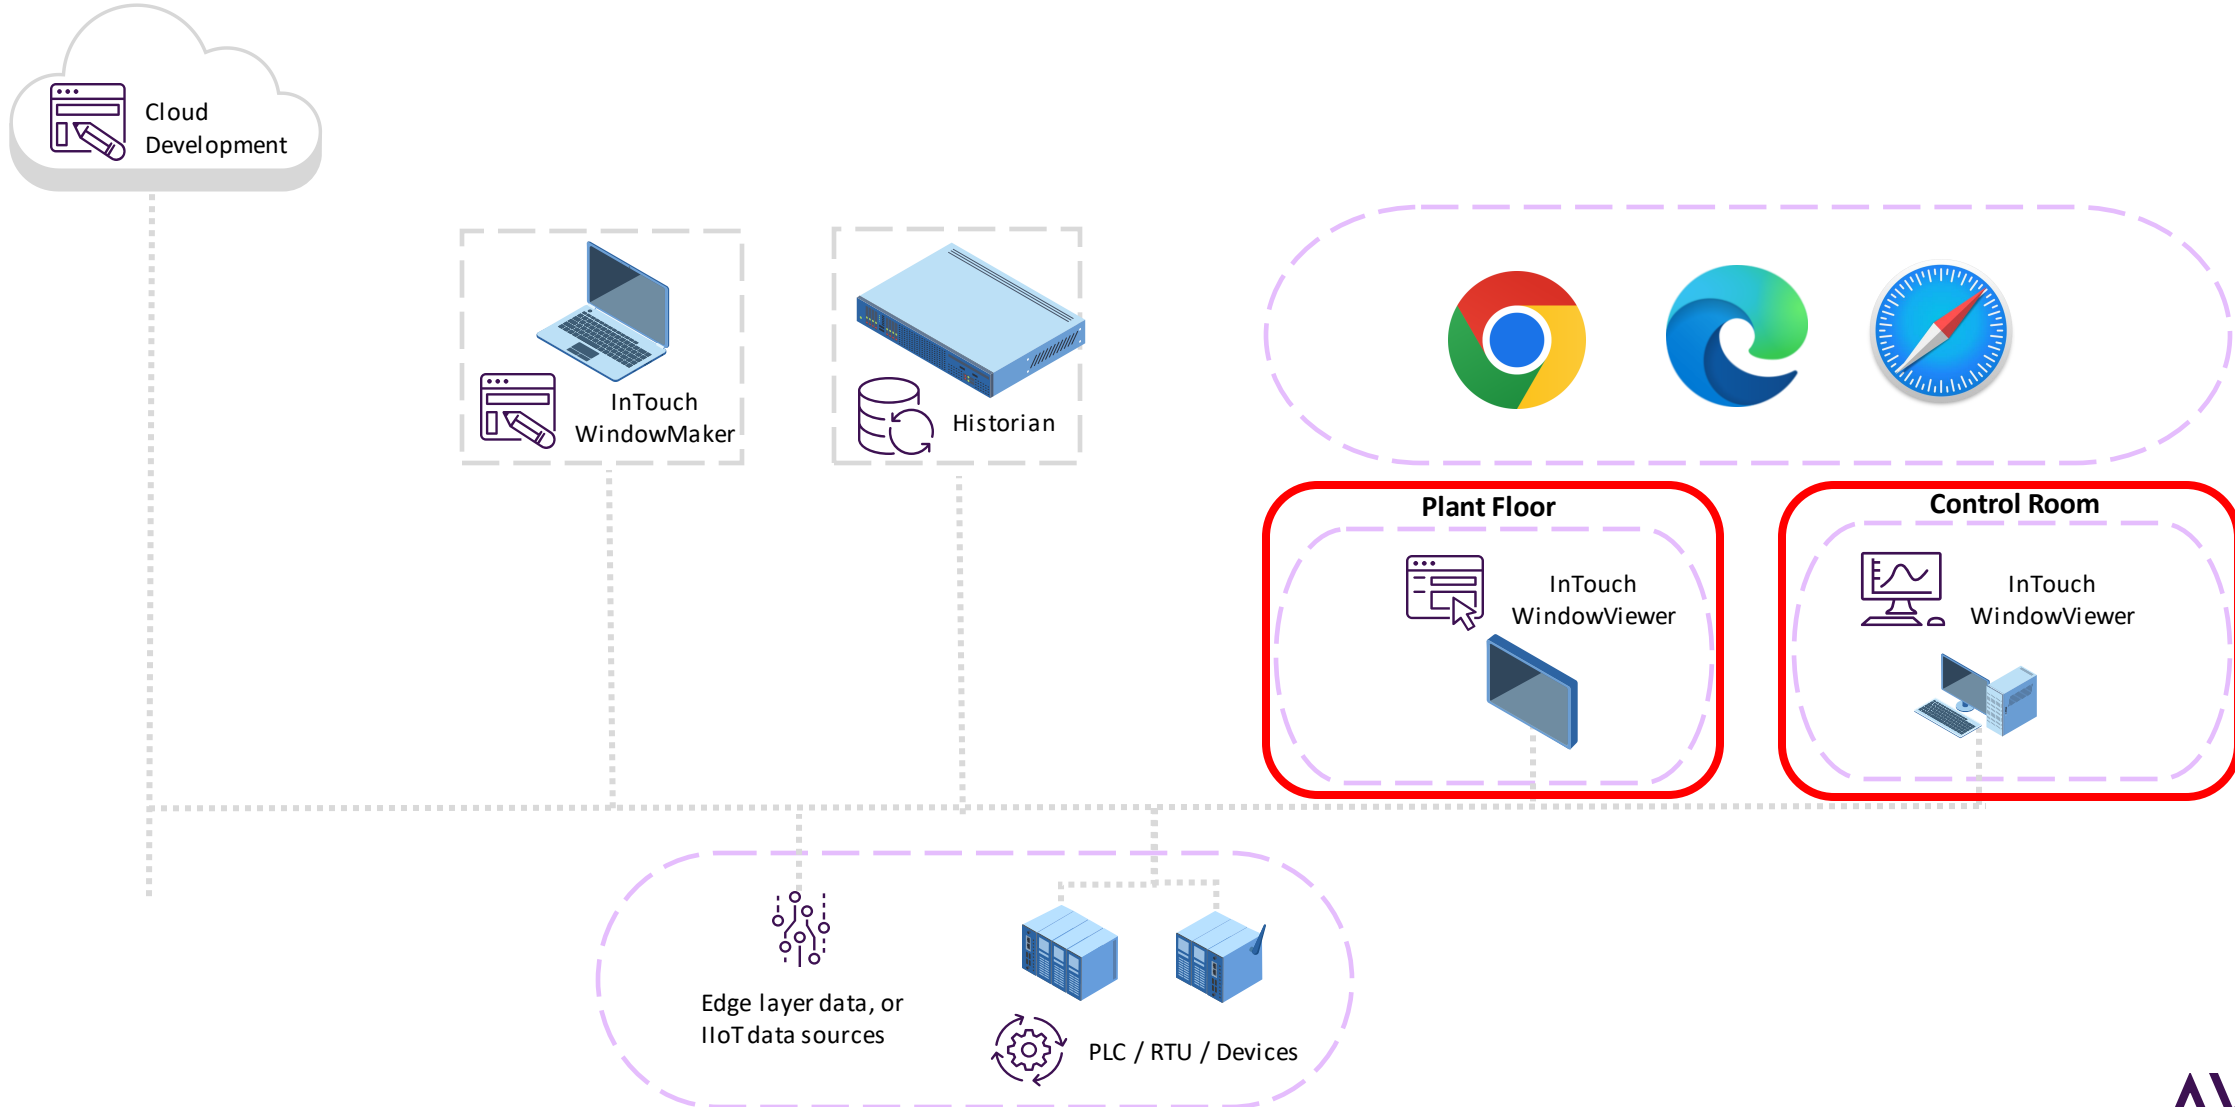 Cloud
Development
InTouch
WindowMaker
Historian
Plant Floor
InTouch
WindowViewer
Control Room
InTouch
WindowViewer
Edge layer data, or
IIoT data sources
PLC / RTU / Devices